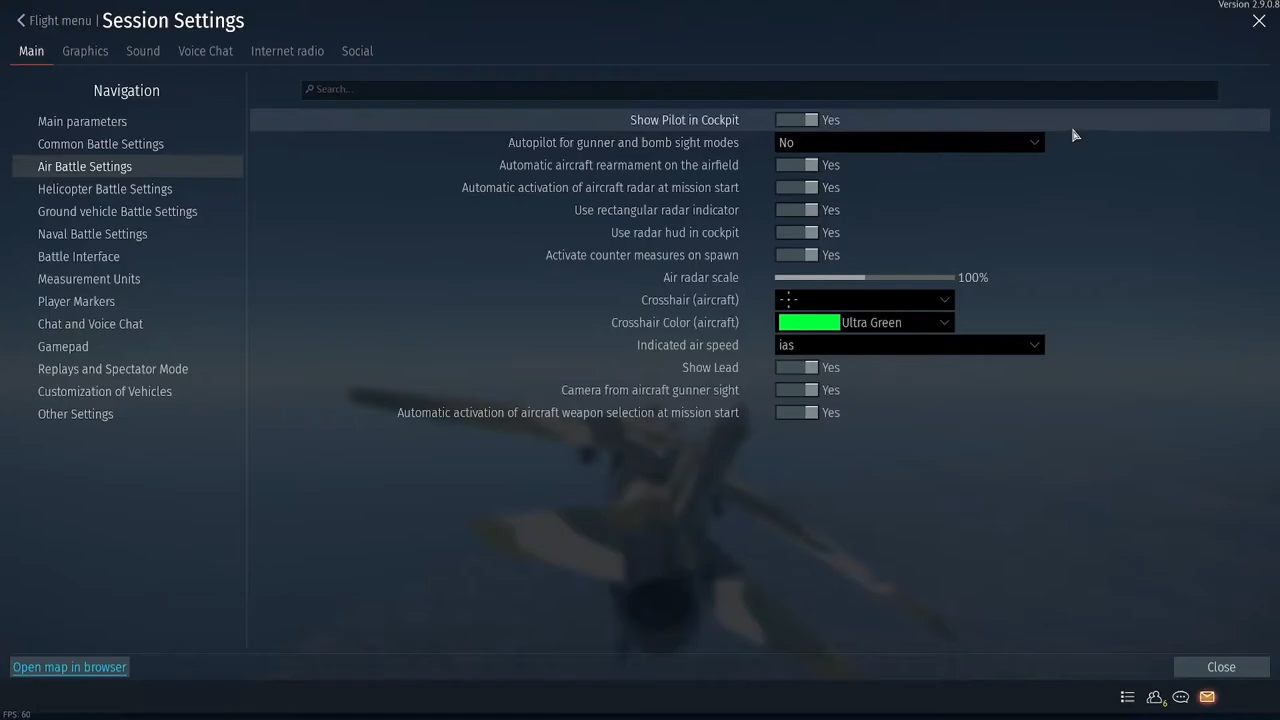 Version 2.9.0.8
Flight menu | Session Settings
Main Graphics Sound Voice Chat Internet radio Social
Navigation
Main parameters
Common Battle Settings
Air Battle Settings
Helicopter Battle Settings
Ground vehicle Battle Settings
Naval Battle Settings
Battle Interface
Measurement Units
Player Markers
Chat and Voice Chat
Gamepad
Replays and Spectator Mode
Customization of Vehicles
Other Settings
Search...
Show Pilot in Cockpit Yes
Autopilot for gunner and bomb sight modes No
Automatic aircraft rearmament on the airfield Yes
Automatic activation of aircraft radar at mission start Yes
Use rectangular radar indicator Yes
Use radar hud in cockpit Yes
Activate counter measures on spawn Yes
Air radar scale 100%
Crosshair (aircraft)
Crosshair Color (aircraft) Ultra Green
Indicated air speed ias
Show Lead Yes
Camera from aircraft gunner sight Yes
Automatic activation of aircraft weapon selection at mission start Yes
Open map in browser
Close
6
FPS: 60